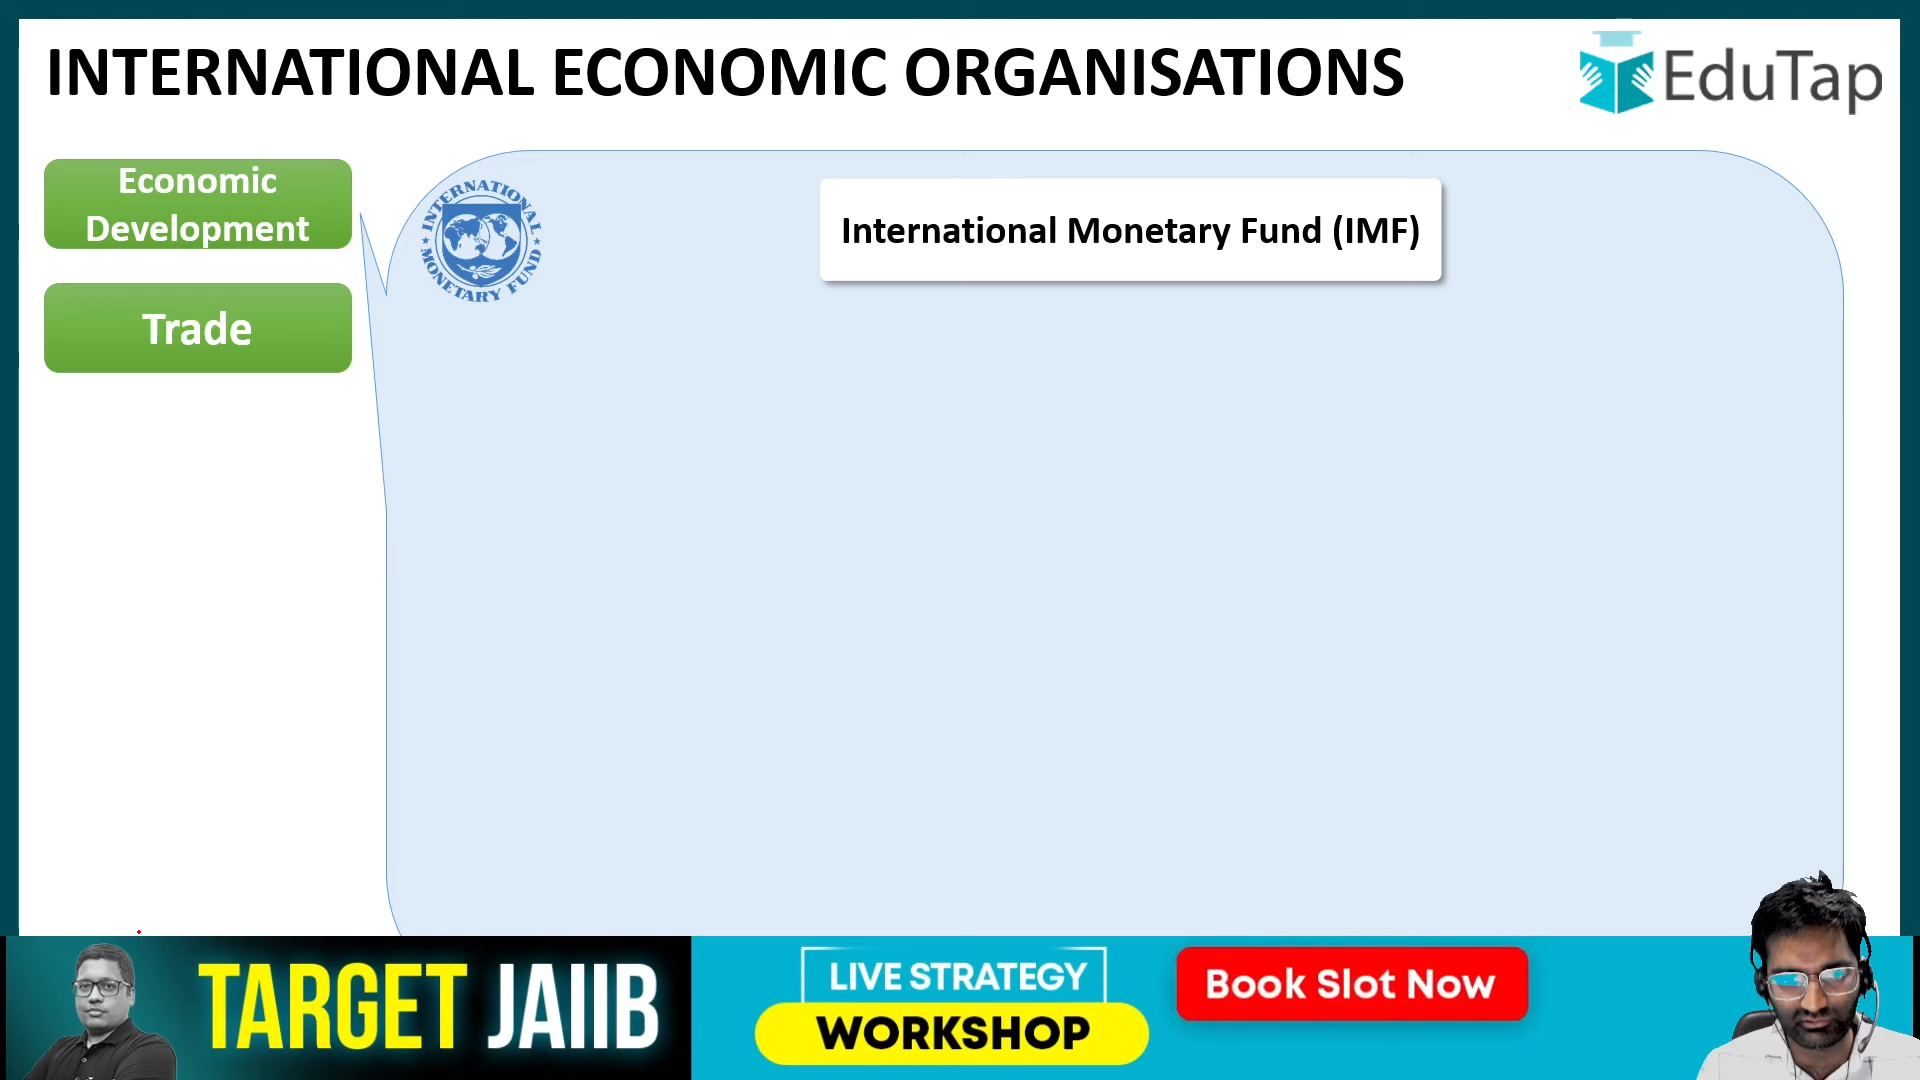 INTERNATIONAL ECONOMIC ORGANISATIONS
EduTap
Economic
Development
Trade
INTERNATIONAL
MONETARY FUND
International Monetary Fund (IMF)
TARGET JAIIB
LIVE STRATEGY
WORKSHOP
Book Slot Now